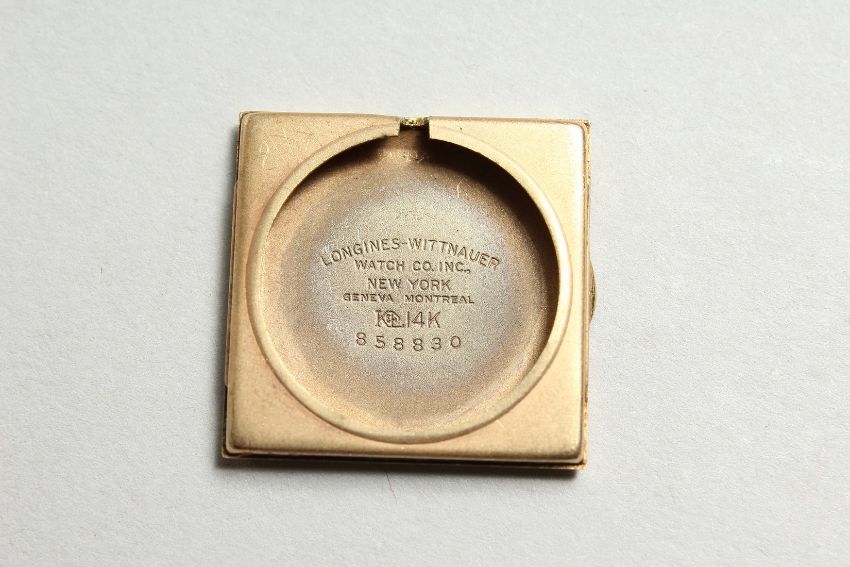 LONGINES-WITTNAUER
WATCH CO. INC.,
NEW YORK
GENEVA MONTREAL
14K
858830